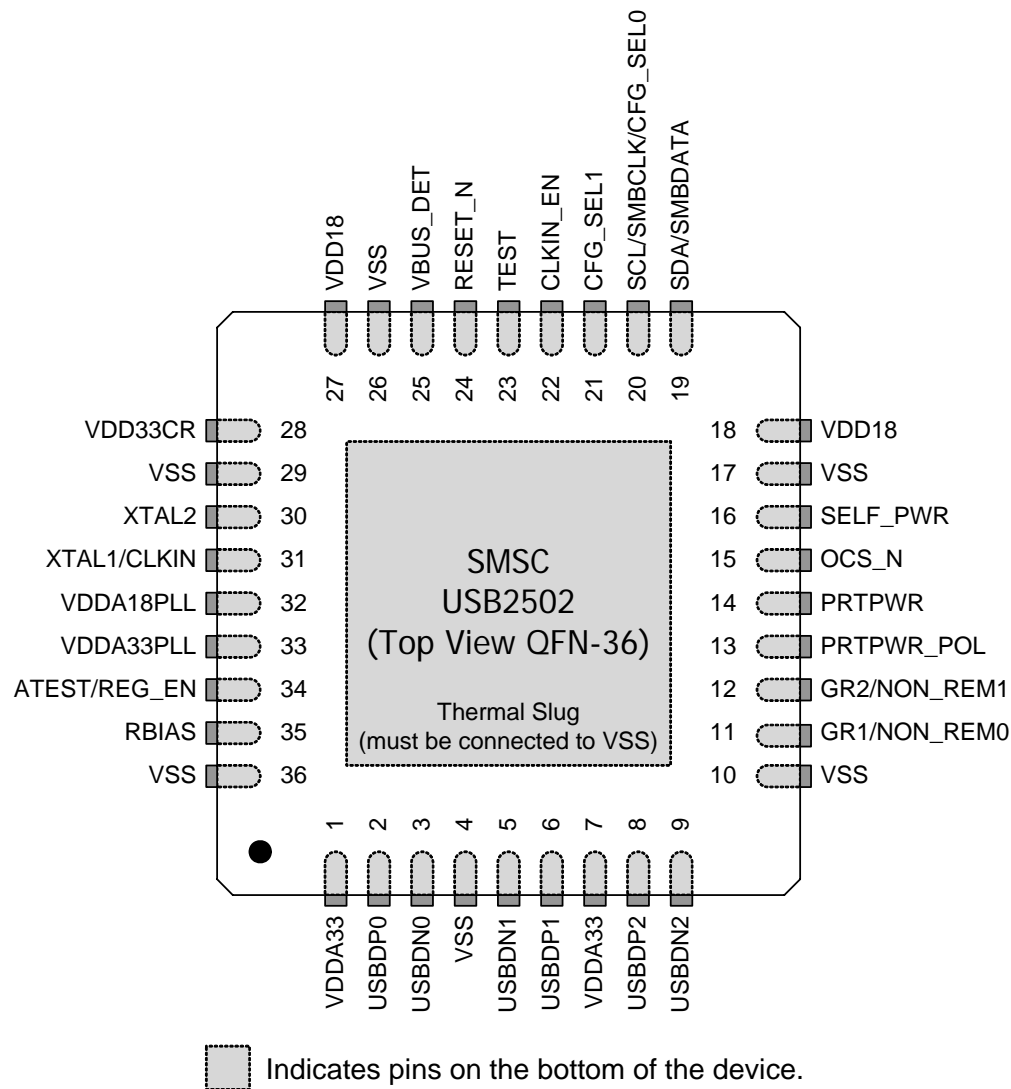 VDD18
VSS
VBUS_DET
RESET_N
TEST
CLKIN_EN
CFG_SEL1
SCL/SMBCLK/CFG_SEL0
SDA/SMBDATA
27
26
25
24
23
22
21
20
19
VDD33CR 28
VSS 29
XTAL2 30
XTAL1/CLKIN 31
VDDA18PLL 32
VDDA33PLL 33
ATEST/REG_EN 34
RBIAS 35
VSS 36
SMSC
USB2502
(Top View QFN-36)
Thermal Slug
(must be connected to VSS)
18 VDD18
17 VSS
16 SELF_PWR
15 OCS_N
14 PRTPWR
13 PRTPWR_POL
12 GR2/NON_REM1
11 GR1/NON_REM0
10 VSS
1
2
3
4
5
6
7
8
9
VDDA33
USBDP0
USBDN0
VSS
USBDN1
USBDP1
VDDA33
USBDP2
USBDN2
Indicates pins on the bottom of the device.